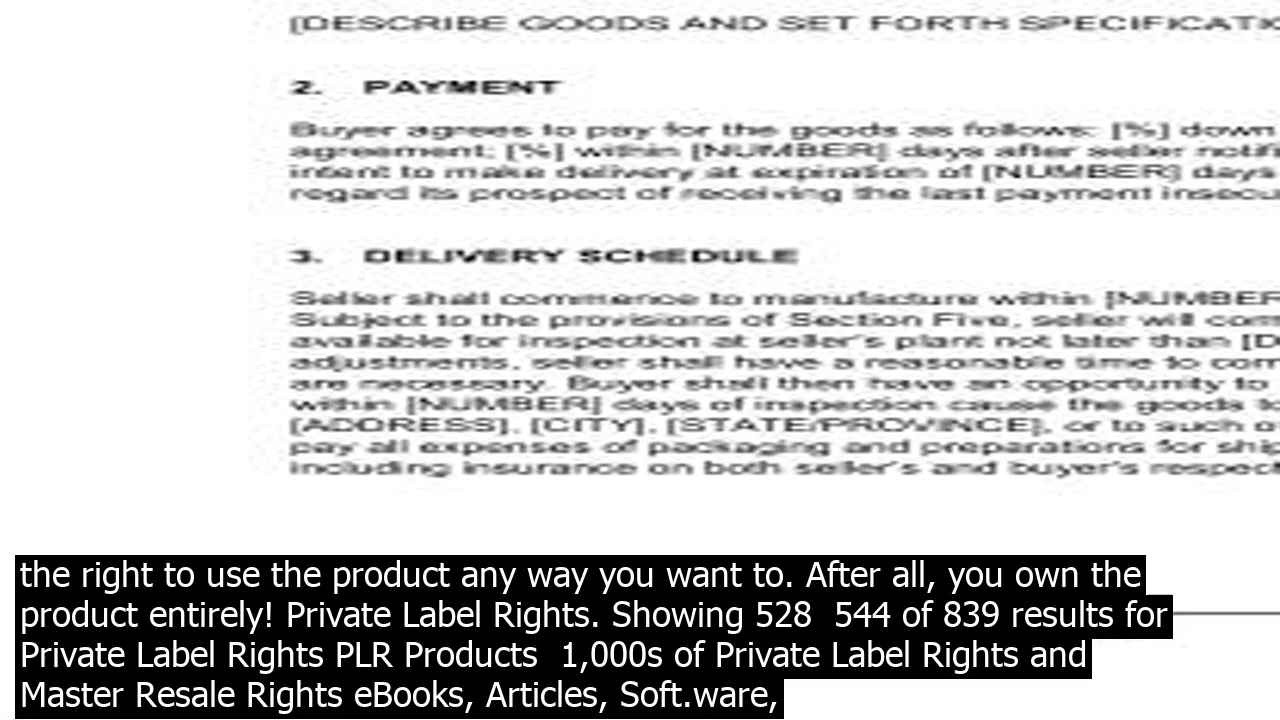 [DESCRIBE GOODS AND SET FORTH
2. PAYMENT
Buyer agrees to pay for the goods as follows: [%] down
agreement; [%] within [NUMBER] days after seller
intent to make delivery at expiration of [NUMBER] days
regard its prospect of receiving the last payment
3. DELIVERY SCHEDULE
Seller shall commence to manufacture within [NUMBER
Subject to the provisions of Section Five, seller will
available for inspection at seller's plant not later than
adjustments, seller shall have a reasonable time to
are necessary. Buyer shall then have an opportunity to
within [NUMBER] days of inspection cause the goods
[ADDRESS], [CITY], [STATE/PROVINCE], or to such
pay all expenses of packaging and preparations for
including insurance on both seller's and buyer's
the right to use the product any way you want to. After all, you own the
product entirely! Private Label Rights. Showing 528 544 of 839 results for
Private Label Rights PLR Products 1,000s of Private Label Rights and
Master Resale Rights eBooks, Articles, Soft.ware,